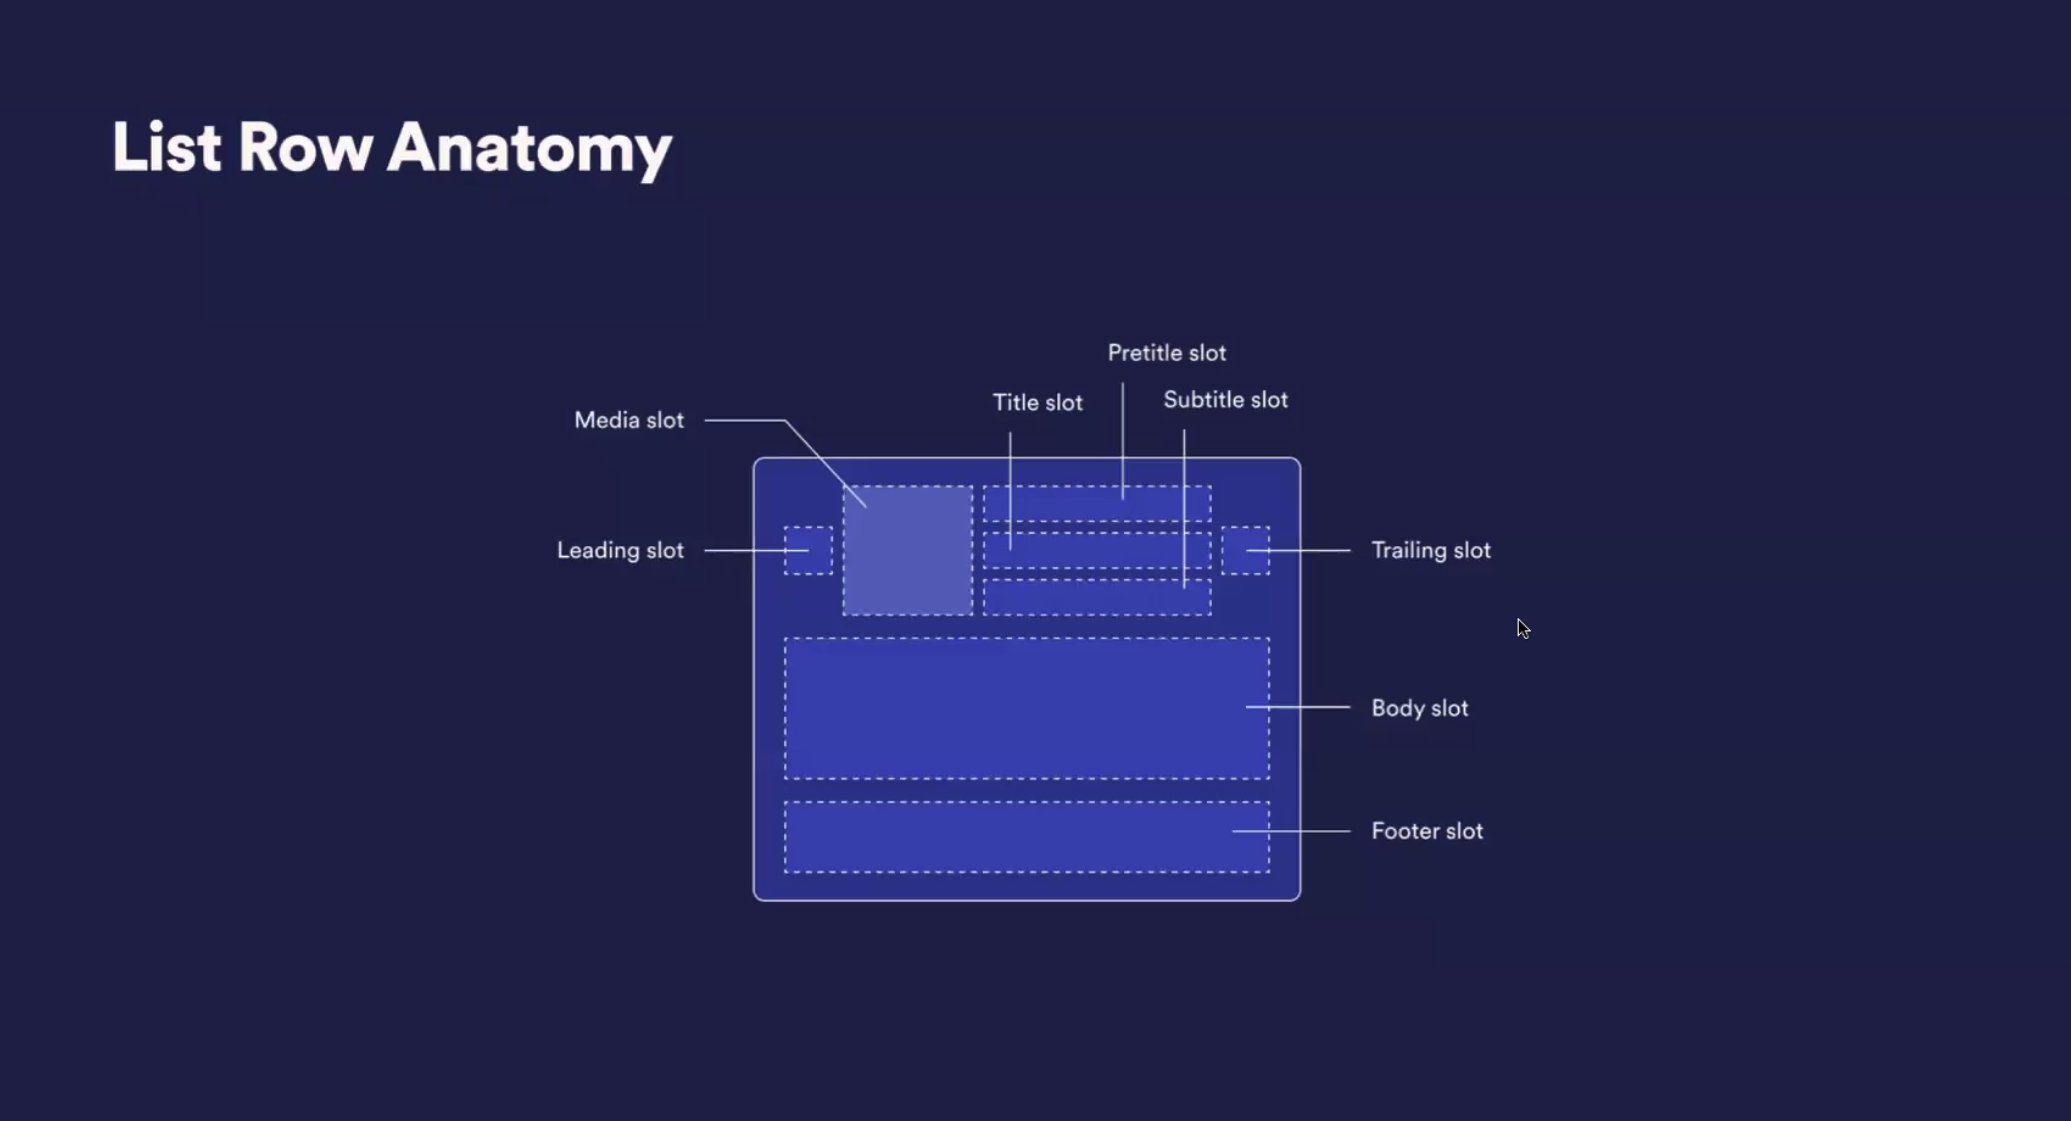 List Row Anatomy
Pretitle slot
Title slot
Subtitle slot
Media slot
Leading slot
Trailing slot
Body slot
Footer slot